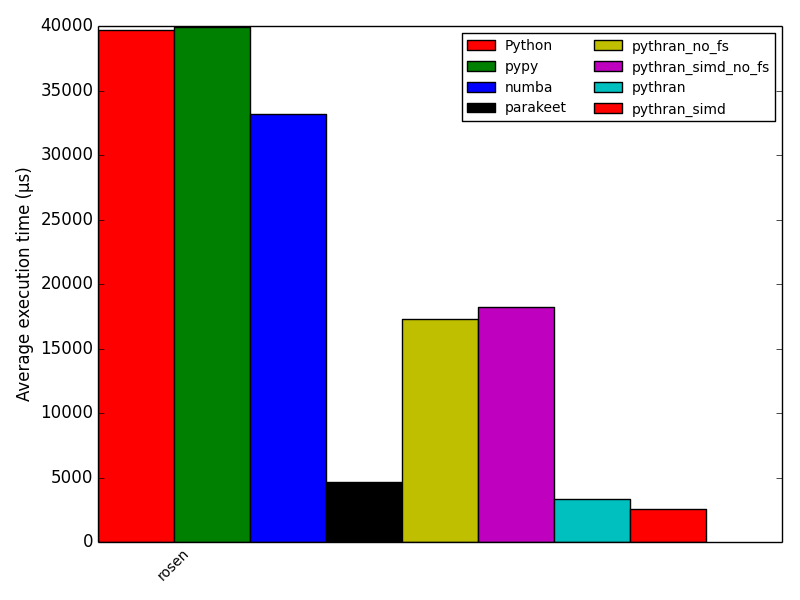 40000
35000
30000
25000
20000
15000
10000
5000
0
Average execution time (µs)
rosen
Python
pypy
numba
parakeet
pythran_no_fs
pythran_simd_no_fs
pythran
pythran_simd